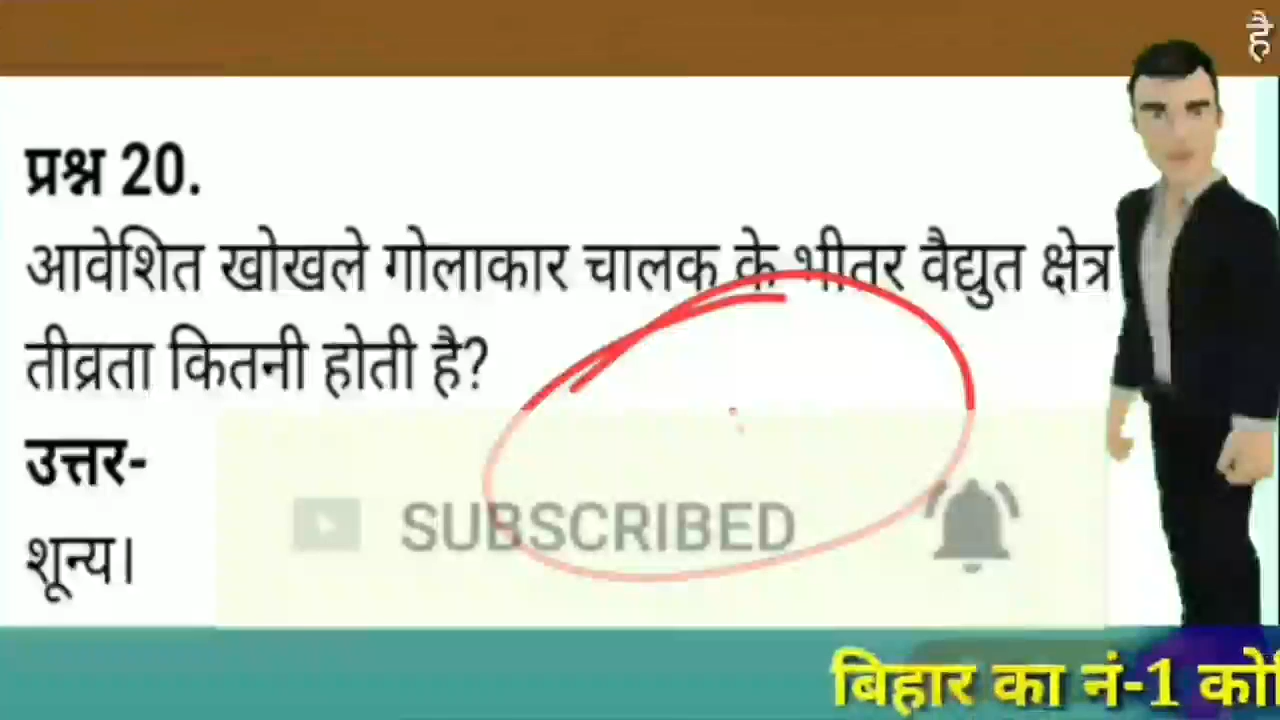 है
प्रश्न 20.
आवेशित खोखले गोलाकार चालक के भीतर वैद्युत क्षेत्र
तीव्रता कितनी होती है?
उत्तर-
शून्य।
SUBSCRIBED
बिहार का नं-1